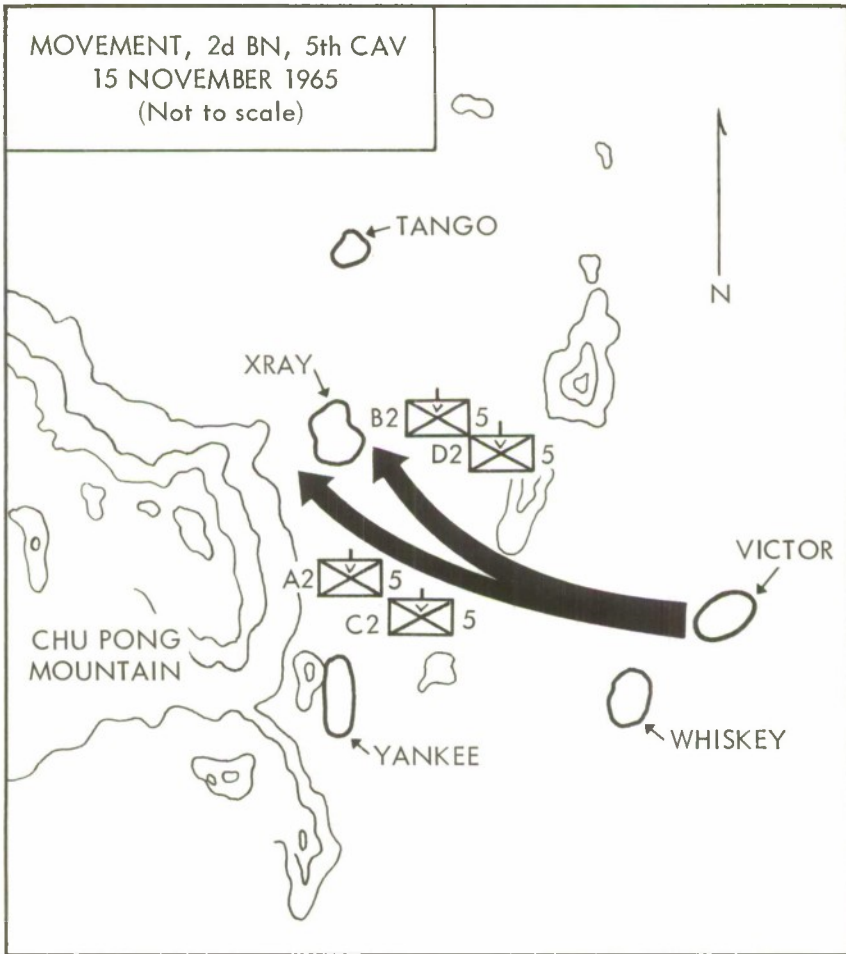 MOVEMENT, 2d BN, 5th CAV
15 NOVEMBER 1965
(Not to scale)
TANGO
N
XRAY
B2 5
D2 5
VICTOR
A2 5
C2 5
CHU PONG
MOUNTAIN
WHISKEY
YANKEE